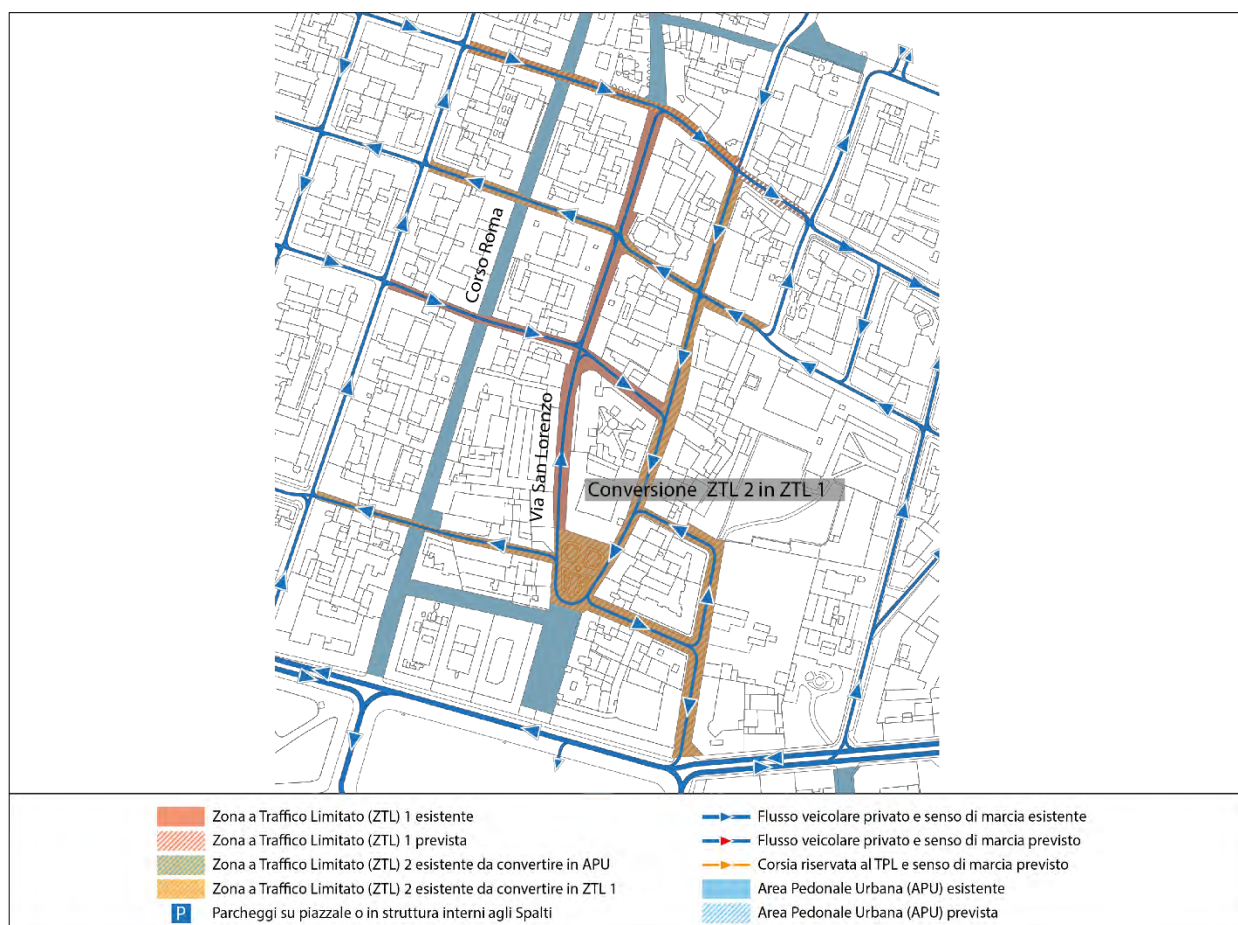 Corso Roma
Via San Lorenzo
Conversione ZTL 2 in ZTL 1
Zona a Traffico Limitato (ZTL) 1 esistente
Zona a Traffico Limitato (ZTL) 1 prevista
Zona a Traffico Limitato (ZTL) 2 esistente da convertire in APU
Zona a Traffico Limitato (ZTL) 2 esistente da convertire in ZTL 1
P Parcheggi su piazzale o in struttura interni agli Spalti
Flusso veicolare privato e senso di marcia esistente
Flusso veicolare privato e senso di marcia previsto
Corsia riservata al TPL e senso di marcia previsto
Area Pedonale Urbana (APU) esistente
Area Pedonale Urbana (APU) prevista